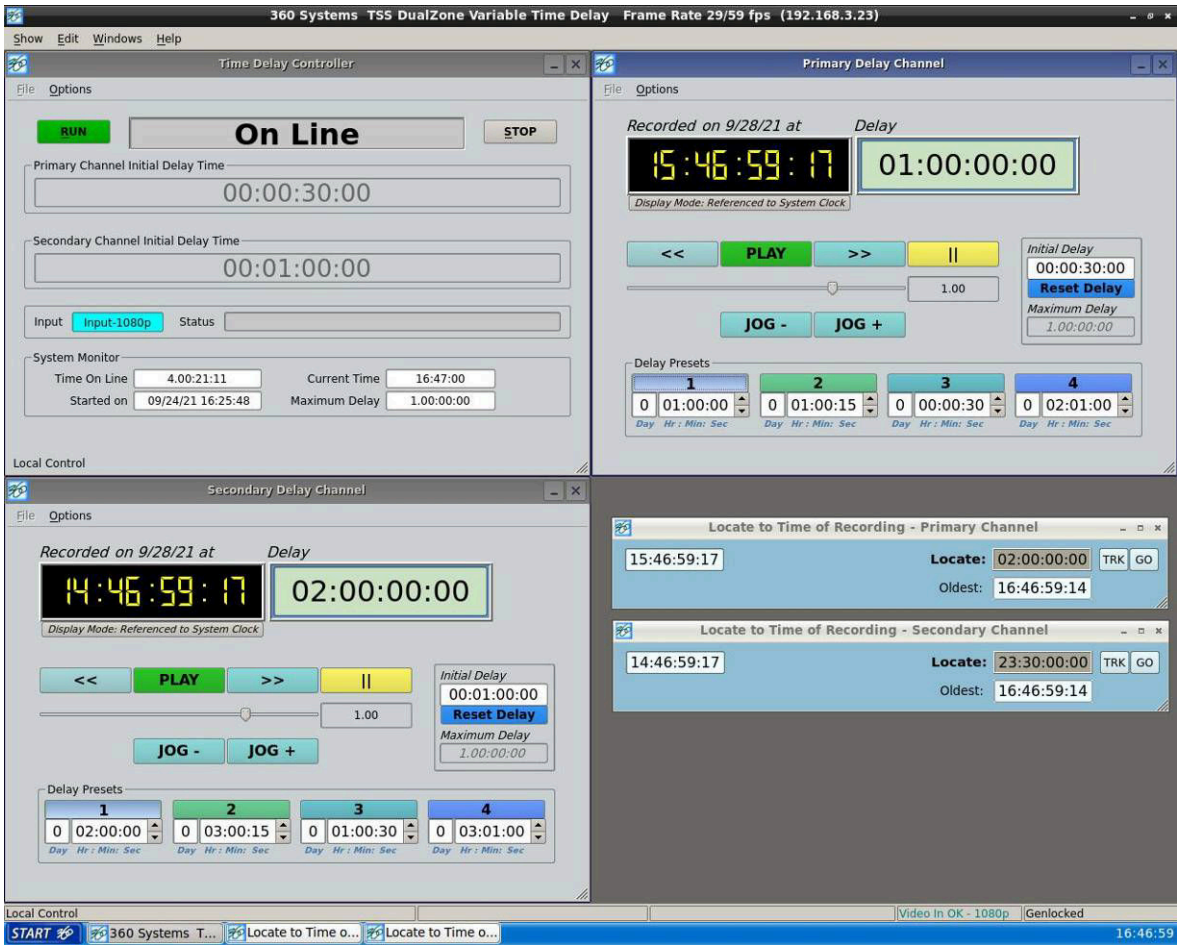 360 Systems TSS DualZone Variable Time Delay Frame Rate 29/59 fps (192.168.3.23)
Show Edit Windows Help
Time Delay Controller
File Options
RUN On Line STOP
Primary Channel Initial Delay Time
00:00:30:00
Secondary Channel Initial Delay Time
00:01:00:00
Input Input-1080p Status
System Monitor
Time On Line 4.00:21:11 Current Time 16:47:00
Started on 09/24/21 16:25:48 Maximum Delay 1.00:00:00
Local Control
Primary Delay Channel
File Options
Recorded on 9/28/21 at Delay
15:46:59:17 01:00:00:00
Display Mode: Referenced to System Clock
<< PLAY >> ||
1.00
JOG - JOG +
Initial Delay
00:00:30:00
Reset Delay
Maximum Delay
1.00:00:00
Delay Presets
1 2 3 4
0 01:00:00 0 01:00:15 0 00:00:30 0 02:01:00
Day Hr : Min: Sec Day Hr : Min: Sec Day Hr : Min: Sec Day Hr : Min: Sec
Secondary Delay Channel
File Options
Recorded on 9/28/21 at Delay
14:46:59:17 02:00:00:00
Display Mode: Referenced to System Clock
<< PLAY >> ||
1.00
JOG - JOG +
Initial Delay
00:01:00:00
Reset Delay
Maximum Delay
1.00:00:00
Delay Presets
1 2 3 4
0 02:00:00 0 03:00:15 0 01:00:30 0 03:01:00
Day Hr : Min: Sec Day Hr : Min: Sec Day Hr : Min: Sec Day Hr : Min: Sec
Locate to Time of Recording - Primary Channel
15:46:59:17 Locate: 02:00:00:00 TRK GO
Oldest: 16:46:59:14
Locate to Time of Recording - Secondary Channel
14:46:59:17 Locate: 23:30:00:00 TRK GO
Oldest: 16:46:59:14
Local Control Video In OK - 1080p Genlocked
START 360 Systems T... Locate to Time o... Locate to Time o... 16:46:59